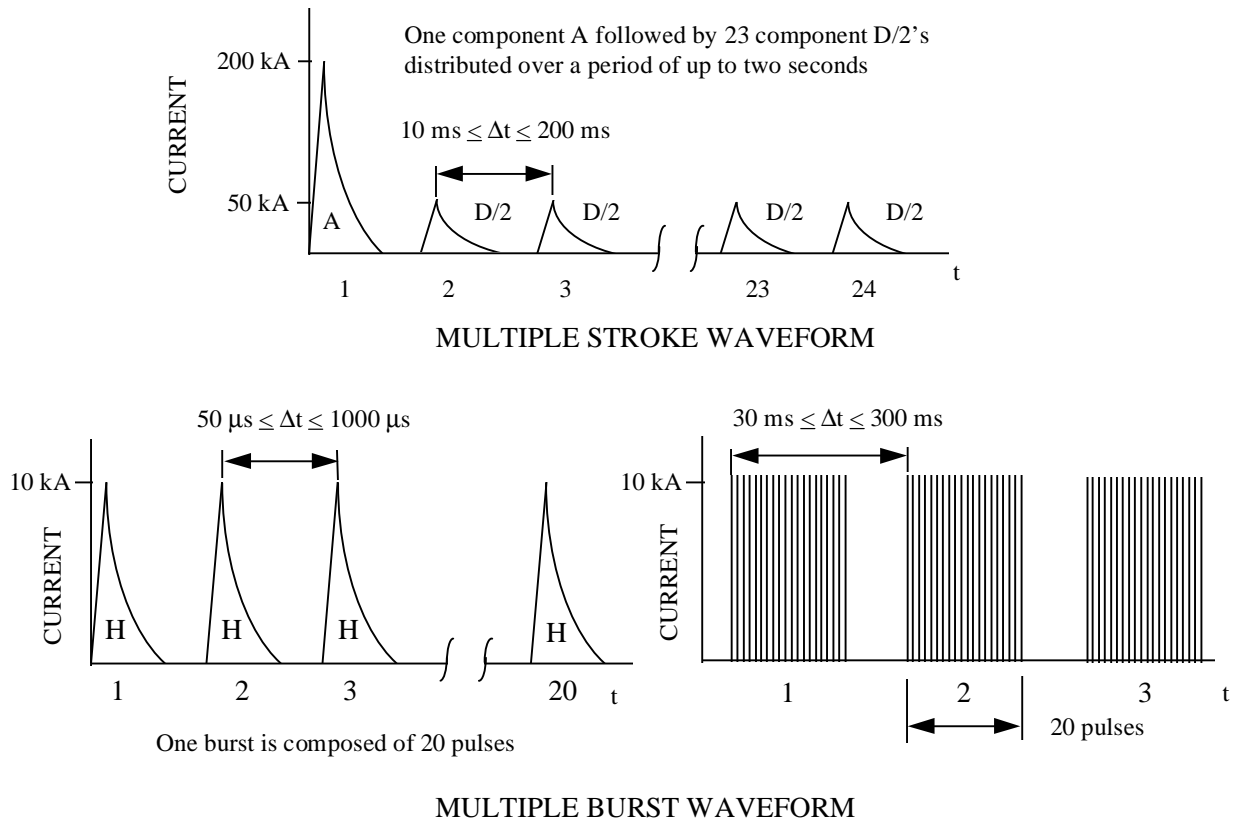 One component A followed by 23 component D/2’s
distributed over a period of up to two seconds
200 kA
CURRENT
10 ms ≤ Δt ≤ 200 ms
50 kA
A
D/2
D/2
D/2
D/2
t
1
2
3
23
24
MULTIPLE STROKE WAVEFORM
50 μs ≤ Δt ≤ 1000 μs
10 kA
CURRENT
H
H
H
H
1
2
3
20
t
One burst is composed of 20 pulses
30 ms ≤ Δt ≤ 300 ms
10 kA
CURRENT
1
2
3
t
20 pulses
MULTIPLE BURST WAVEFORM